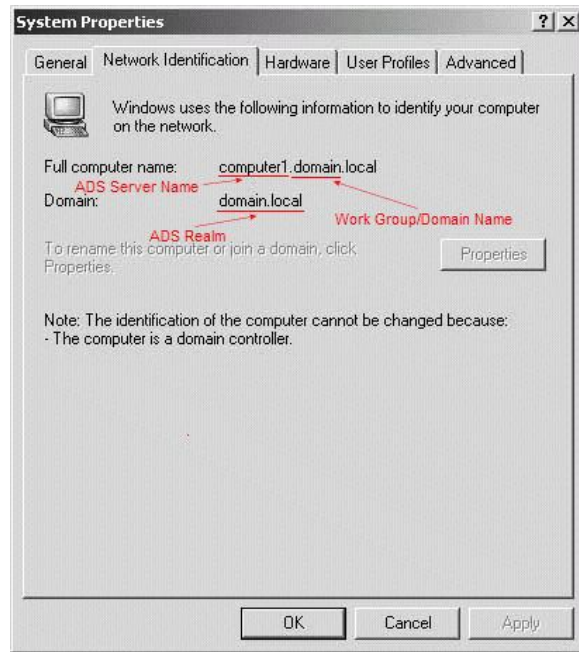 System Properties
? ×
General Network Identification Hardware User Profiles Advanced
Windows uses the following information to identify your computer
on the network.
Full computer name: computer1.domain.local
ADS Server Name
Domain: domain.local
Work Group/Domain Name
ADS Realm
To rename this computer or join a domain, click
Properties.
Properties
Note: The identification of the computer cannot be changed because:
- The computer is a domain controller.
OK Cancel Apply